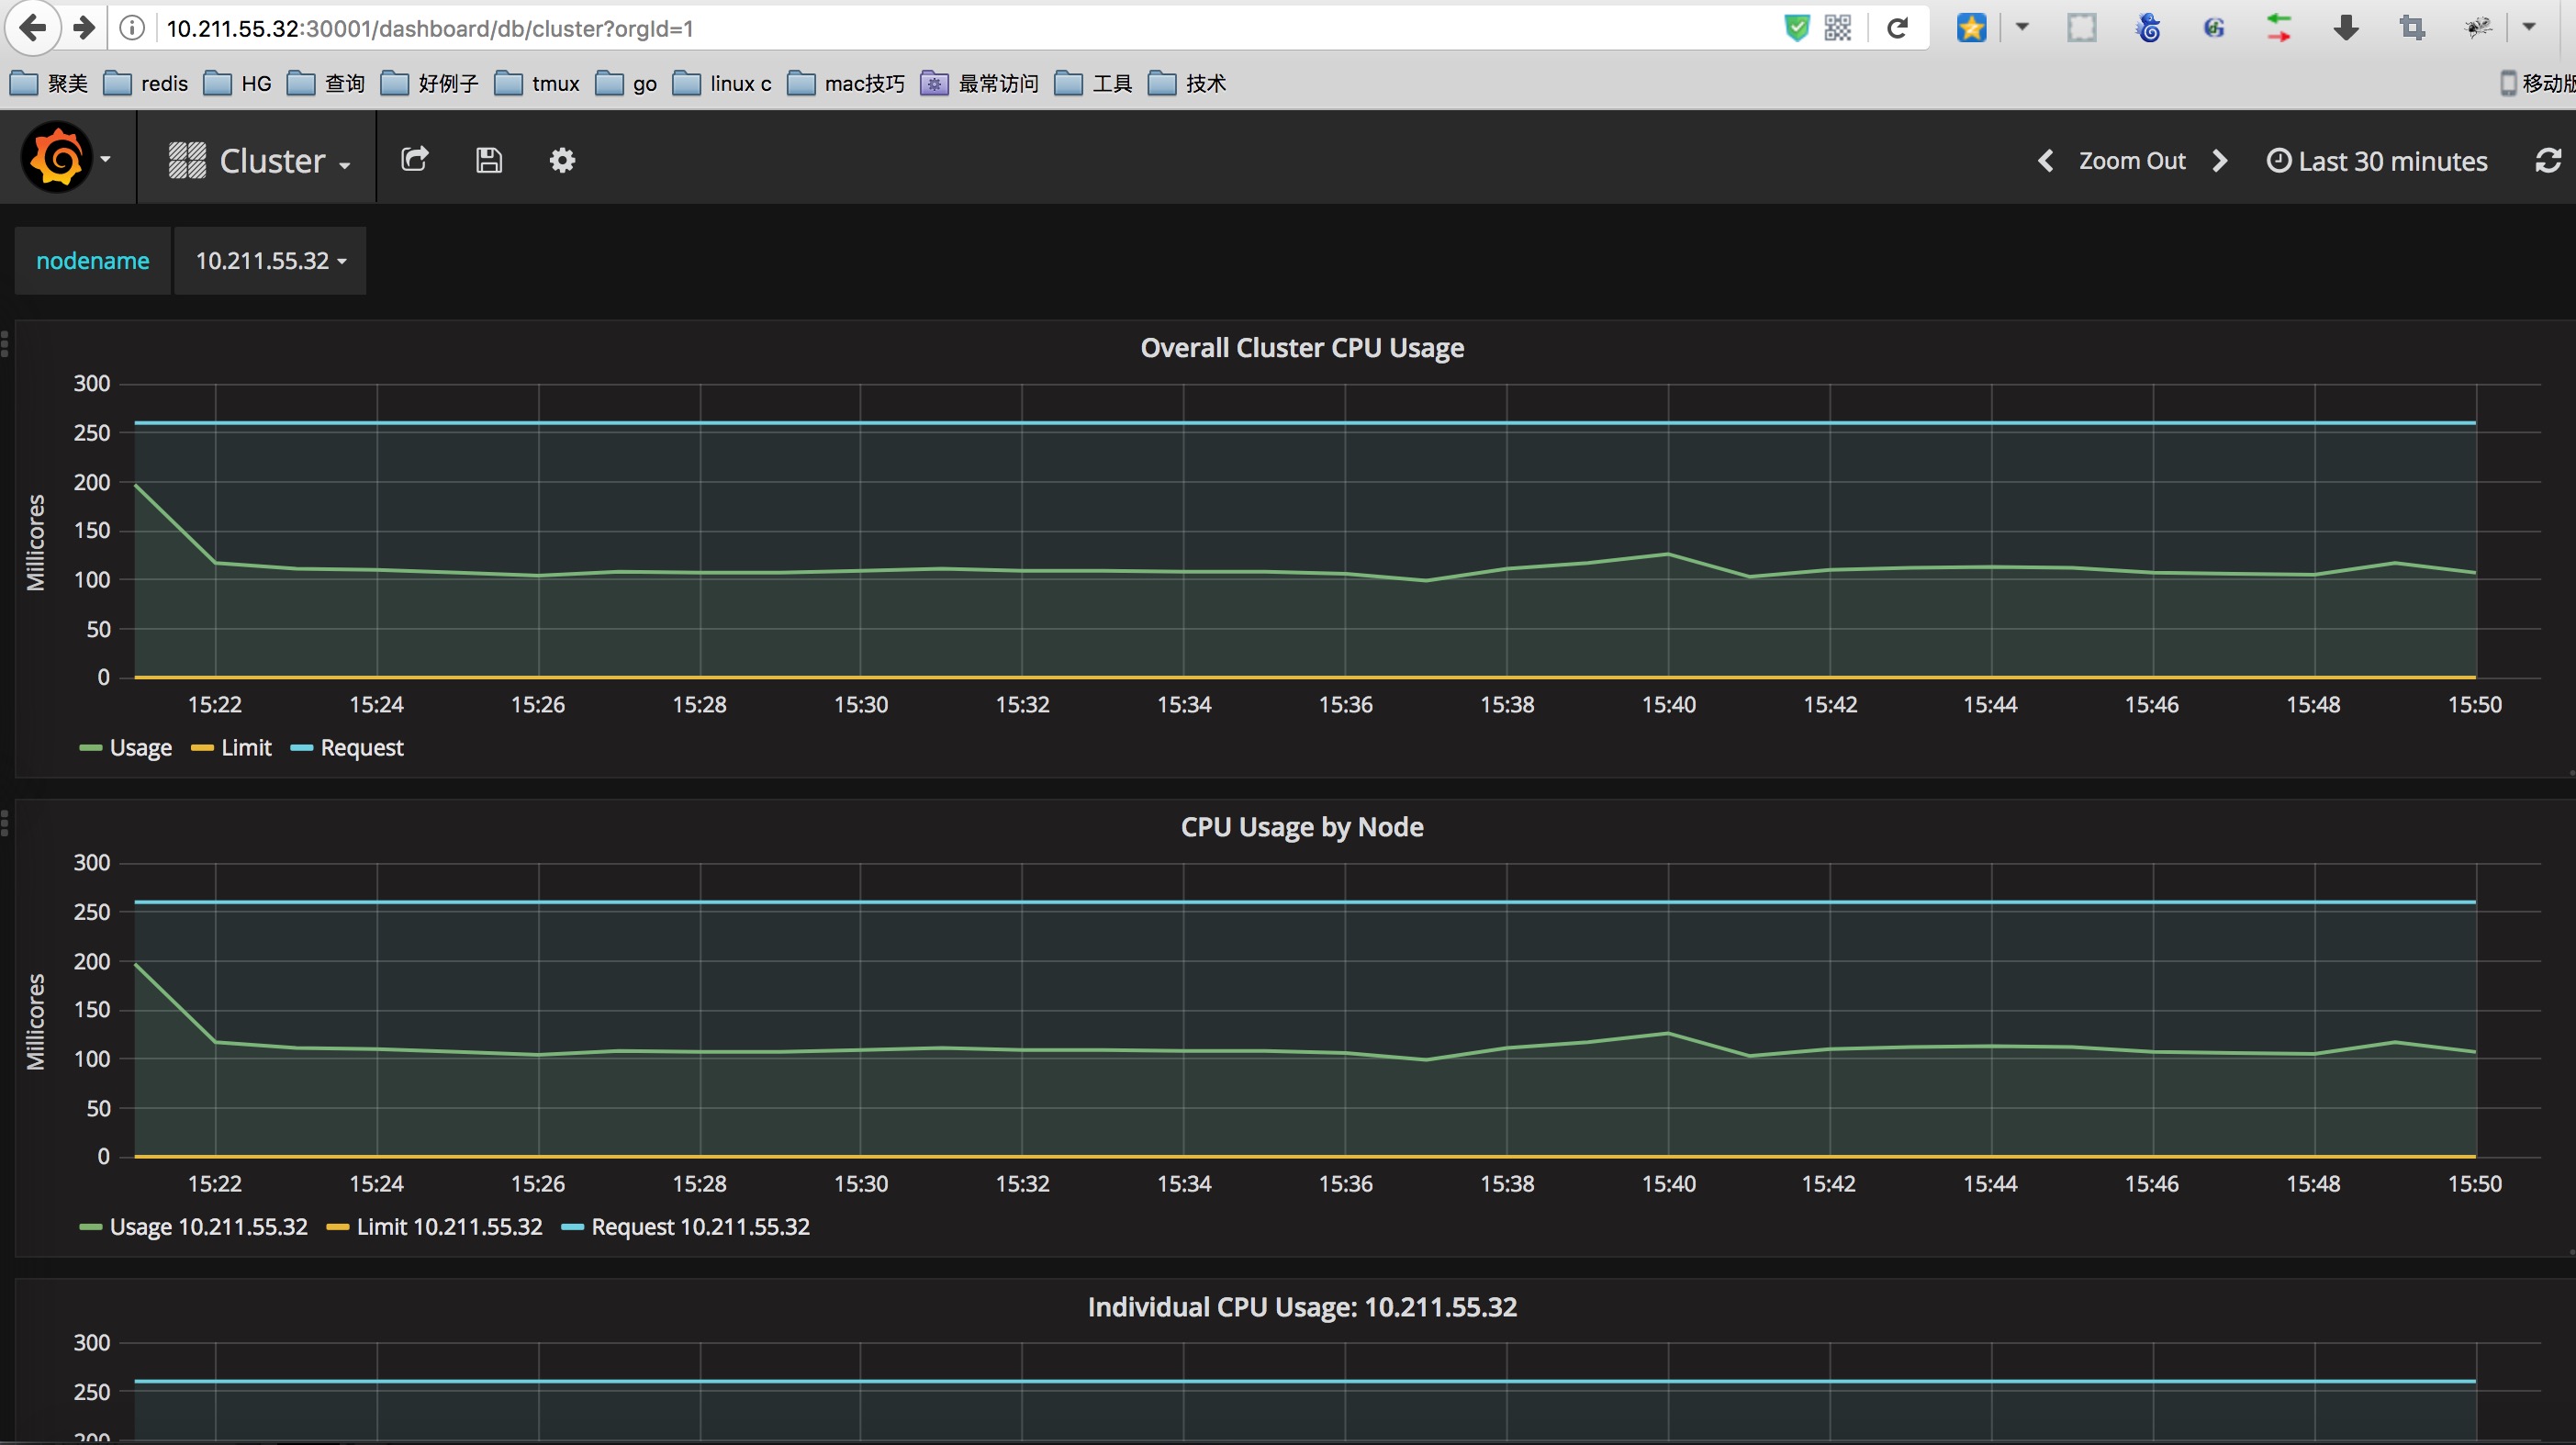 10.211.55.32:30001/dashboard/db/cluster?orgId=1
聚美 redis HG 查询 好例子 tmux go linux c mac技巧 最常访问 工具 技术 移动版
Cluster Zoom Out Last 30 minutes
nodename 10.211.55.32
Overall Cluster CPU Usage
Millicores
300
250
200
150
100
50
0
15:22 15:24 15:26 15:28 15:30 15:32 15:34 15:36 15:38 15:40 15:42 15:44 15:46 15:48 15:50
Usage Limit Request
CPU Usage by Node
Millicores
300
250
200
150
100
50
0
15:22 15:24 15:26 15:28 15:30 15:32 15:34 15:36 15:38 15:40 15:42 15:44 15:46 15:48 15:50
Usage 10.211.55.32 Limit 10.211.55.32 Request 10.211.55.32
Individual CPU Usage: 10.211.55.32
300
250
200